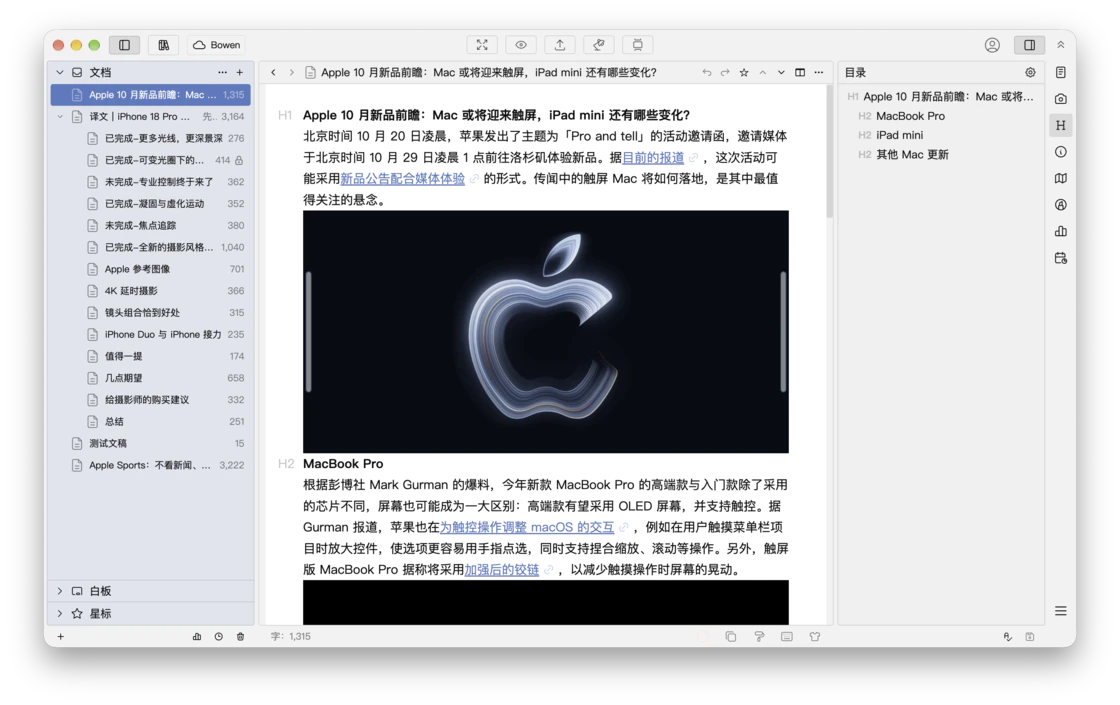 Bowen
文档
Apple 10 月新品前瞻：Mac ... 1,315
译文 | iPhone 18 Pro ... 先.. 3,164
已完成-更多光线，更深景深 276
已完成-可变光圈下的... 414
未完成-专业控制终于来了 362
已完成-凝固与虚化运动 352
未完成-焦点追踪 380
已完成-全新的摄影风格... 1,040
Apple 参考图像 701
4K 延时摄影 366
镜头组合恰到好处 315
iPhone Duo 与 iPhone 接力 235
值得一提 174
几点期望 658
给摄影师的购买建议 332
总结 251
测试文稿 15
Apple Sports：不看新闻、... 3,222
白板
星标
Apple 10 月新品前瞻：Mac 或将迎来触屏，iPad mini 还有哪些变化?
H1 Apple 10 月新品前瞻：Mac 或将迎来触屏，iPad mini 还有哪些变化?
北京时间 10 月 20 日凌晨，苹果发出了主题为「Pro and tell」的活动邀请函，邀请媒体
于北京时间 10 月 29 日凌晨 1 点前往洛杉矶体验新品。据目前的报道 ，这次活动可
能采用新品公告配合媒体体验 的形式。传闻中的触屏 Mac 将如何落地，是其中最值
得关注的悬念。
H2 MacBook Pro
根据彭博社 Mark Gurman 的爆料，今年新款 MacBook Pro 的高端款与入门款除了采用
的芯片不同，屏幕也可能成为一大区别：高端款有望采用 OLED 屏幕，并支持触控。据
Gurman 报道，苹果也在为触控操作调整 macOS 的交互 ，例如在用户触摸菜单栏项
目时放大控件，使选项更容易用手指点选，同时支持捏合缩放、滚动等操作。另外，触屏
版 MacBook Pro 据称将采用加强后的铰链 ，以减少触摸操作时屏幕的晃动。
字：1,315
目录
H1 Apple 10 月新品前瞻：Mac 或将...
H2 MacBook Pro
H2 iPad mini
H2 其他 Mac 更新
H